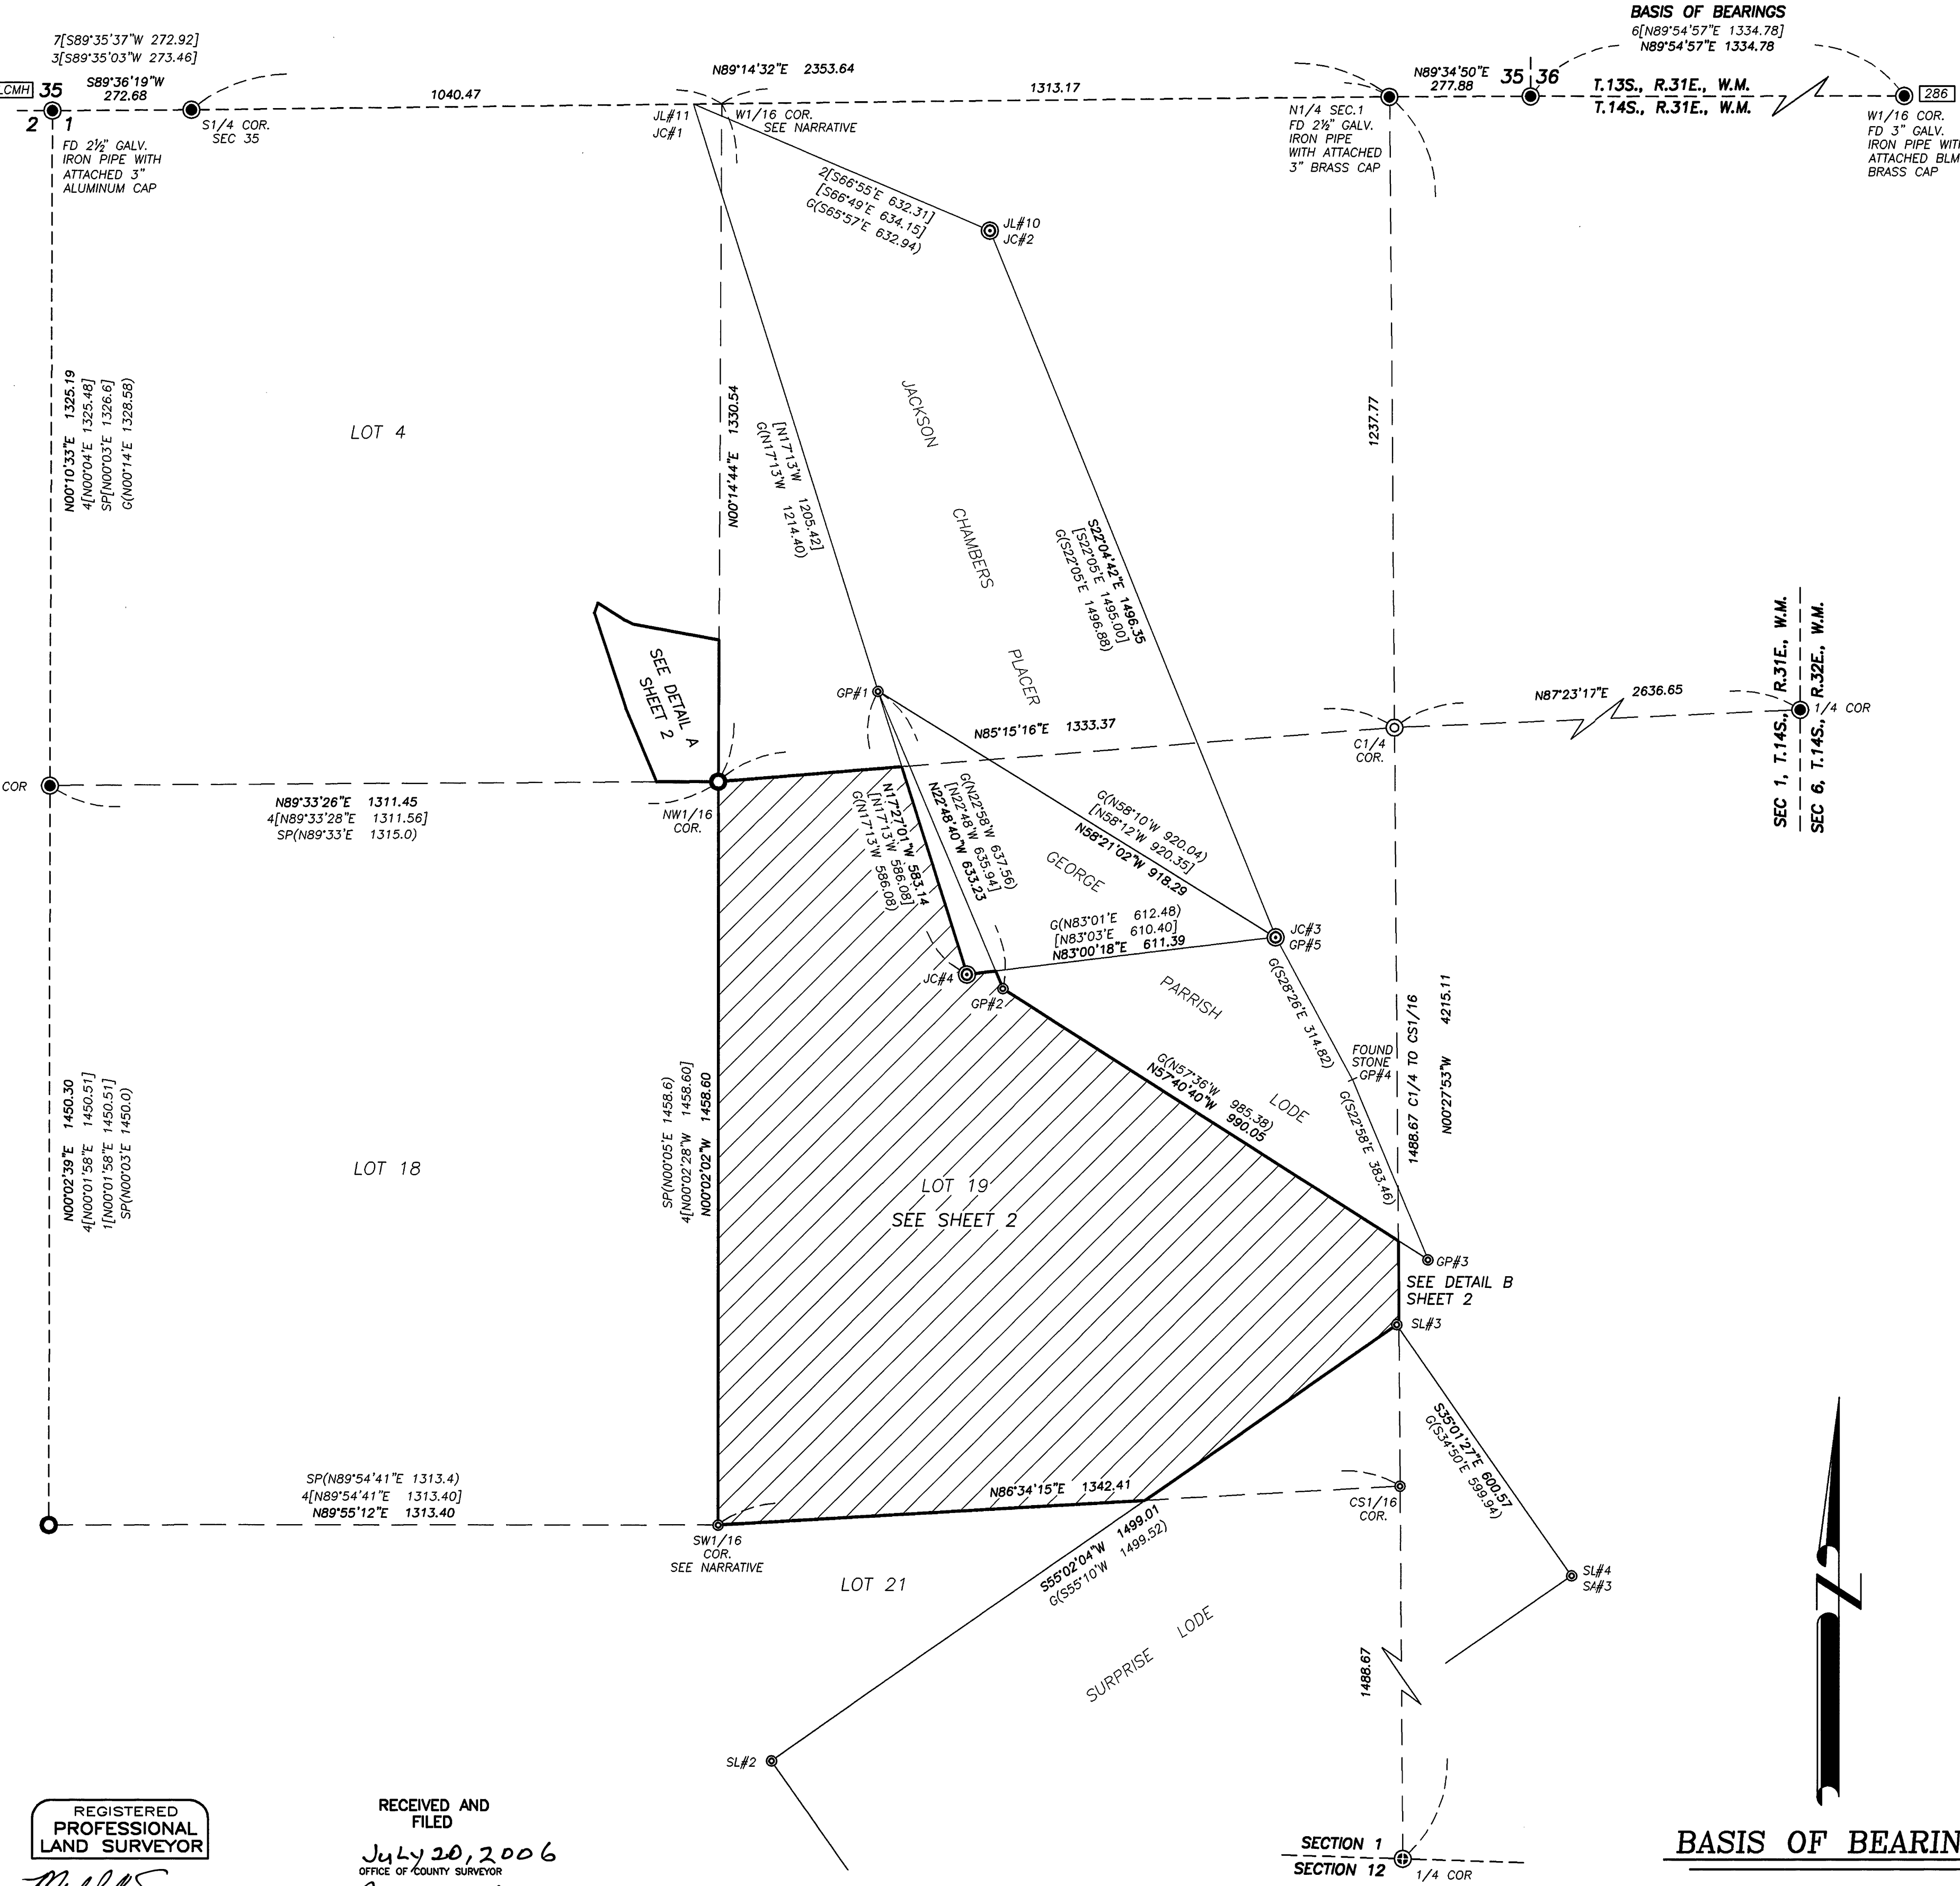 BASIS OF BEARINGS
6[N89°54'57"E 1334.78]
N89°54'57"E 1334.78
7[S89°35'37"W 272.92]
3[S89°35'03"W 273.46]
S89°36'19"W
272.68
LCMH 35
2 1
FD 2½" GALV.
IRON PIPE WITH
ATTACHED 3"
ALUMINUM CAP
S1/4 COR.
SEC 35
1040.47
N89°14'32"E 2353.64
1313.17
JL#11
JC#1
W1/16 COR.
SEE NARRATIVE
N1/4 SEC.1
FD 2½" GALV.
IRON PIPE
WITH ATTACHED
3" BRASS CAP
N89°34'50"E
277.88
35 36
T.13S., R.31E., W.M.
T.14S., R.31E., W.M.
286
W1/16 COR.
FD 3" GALV.
IRON PIPE WITH
ATTACHED BLM
BRASS CAP
2[S66°55'E 632.31]
[S66°49'E 634.15]
G(S65°57'E 632.94)
JL#10
JC#2
N00°10'33"E 1325.19
4[N00°04'E 1325.48]
SP[N00°03'E 1326.6]
G(N00°14'E 1328.58)
LOT 4
N00°14'44"E 1330.54
[N17°13'W 1205.42]
G(N17°13'W 1214.40)
JACKSON
CHAMBERS
PLACER
S22°04'42"E 1496.35
[S22°05'E 1495.00]
G(S22°05'E 1496.88)
1237.77
SEE DETAIL A
SHEET 2
GP#1
N85°15'16"E 1333.37
C1/4
COR.
N87°23'17"E 2636.65
1/4 COR
SEC 1, T.14S., R.31E., W.M.
SEC 6, T.14S., R.32E., W.M.
COR
N89°33'26"E 1311.45
4[N89°33'28"E 1311.56]
SP(N89°33'E 1315.0)
NW1/16
COR.
N17°27'01"W 583.14
[N17°13'W 586.08]
G(N17°13'W 586.08)
G(N22°58'W 637.56)
[N22°48'W 635.94]
N22°48'40"W 633.23
G(N58°10'W 920.04)
[N58°12'W 920.35]
N58°21'02"W 918.29
GEORGE
G(N83°01'E 612.48)
[N83°03'E 610.40]
N83°00'18"E 611.39
JC#3
GP#5
JC#4
GP#2
PARRISH
G(S28°26'E 314.82)
FOUND
STONE
GP#4
1488.67 C1/4 TO CS1/16
N00°27'53"W 4215.11
G(N57°36'W 985.38)
N57°40'40"W 990.05
LODE
G(S22°58'E 383.46)
N00°02'39"E 1450.30
4[N00°01'58"E 1450.51]
1[N00°01'58"E 1450.51]
SP(N00°03'E 1450.0)
LOT 18
SP(N00°05'E 1458.6)
4[N00°02'28"W 1458.60]
N00°02'02"W 1458.60
LOT 19
SEE SHEET 2
GP#3
SEE DETAIL B
SHEET 2
SL#3
S35°01'27"E 600.57
G(S34°50'E 599.94)
SP(N89°54'41"E 1313.4)
4[N89°54'41"E 1313.40]
N89°55'12"E 1313.40
N86°34'15"E 1342.41
CS1/16
COR.
SW1/16
COR.
SEE NARRATIVE
S55°02'04"W 1499.01
G(S55°10'W 1499.52)
SL#4
SA#3
LOT 21
SURPRISE LODE
1488.67
SL#2
REGISTERED
PROFESSIONAL
LAND SURVEYOR
RECEIVED AND
FILED
July 20, 2006
OFFICE OF COUNTY SURVEYOR
SECTION 1
SECTION 12
1/4 COR
BASIS OF BEARIN